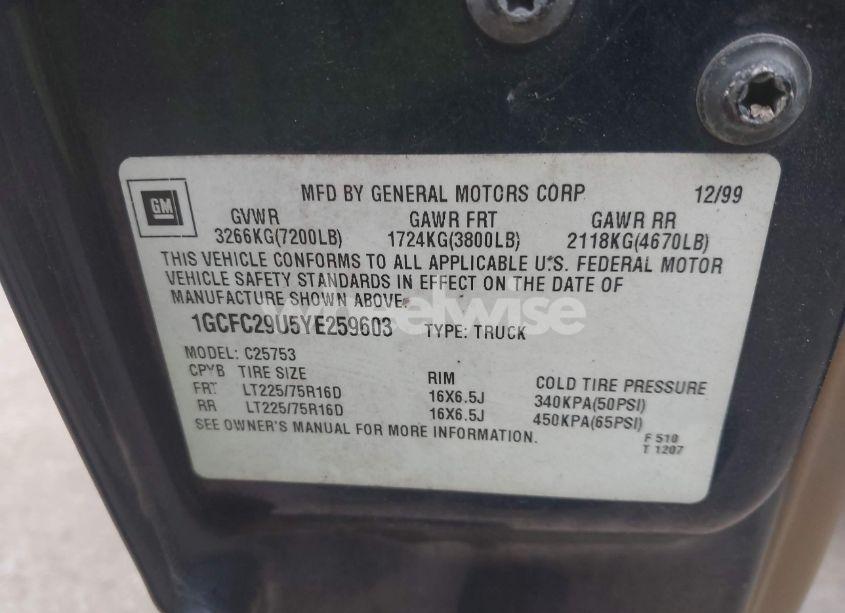 GM
MFD BY GENERAL MOTORS CORP 12/99
GVWR GAWR FRT GAWR RR
3266KG(7200LB) 1724KG(3800LB) 2118KG(4670LB)
THIS VEHICLE CONFORMS TO ALL APPLICABLE U.S. FEDERAL MOTOR
VEHICLE SAFETY STANDARDS IN EFFECT ON THE DATE OF
MANUFACTURE SHOWN ABOVE.
wheelwise
1GCFC29U5YE259603 TYPE: TRUCK
MODEL: C25753
CPYB TIRE SIZE RIM COLD TIRE PRESSURE
FRT LT225/75R16D 16X6.5J 340KPA(50PSI)
RR LT225/75R16D 16X6.5J 450KPA(65PSI)
SEE OWNER'S MANUAL FOR MORE INFORMATION.
F 510
T 1207